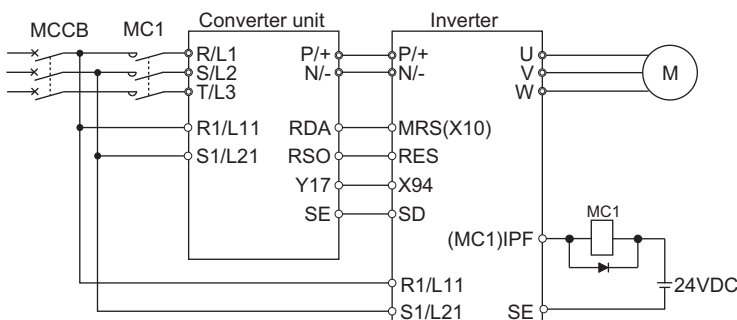 MCCB MC1 Converter unit Inverter
R/L1 P/+ P/+ U
S/L2 N/- N/- V M
T/L3 W
R1/L11 RDA MRS(X10)
S1/L21 RSO RES
Y17 X94
SE SD MC1
(MC1)IPF
R1/L11 24VDC
S1/L21 SE